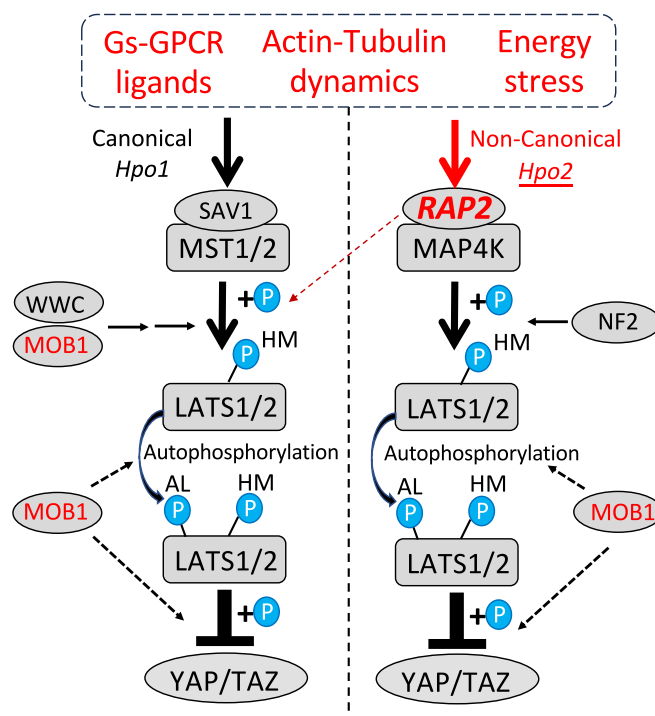 Gs-GPCR
ligands
Actin-Tubulin
dynamics
Energy
stress
Canonical
Hpo1
Non-Canonical
Hpo2
SAV1
MST1/2
RAP2
MAP4K
+P
+P
WWC
MOB1
NF2
P
HM
P
HM
LATS1/2
LATS1/2
Autophosphorylation
Autophosphorylation
AL
HM
AL
HM
P
P
P
P
MOB1
MOB1
LATS1/2
LATS1/2
+P
+P
YAP/TAZ
YAP/TAZ